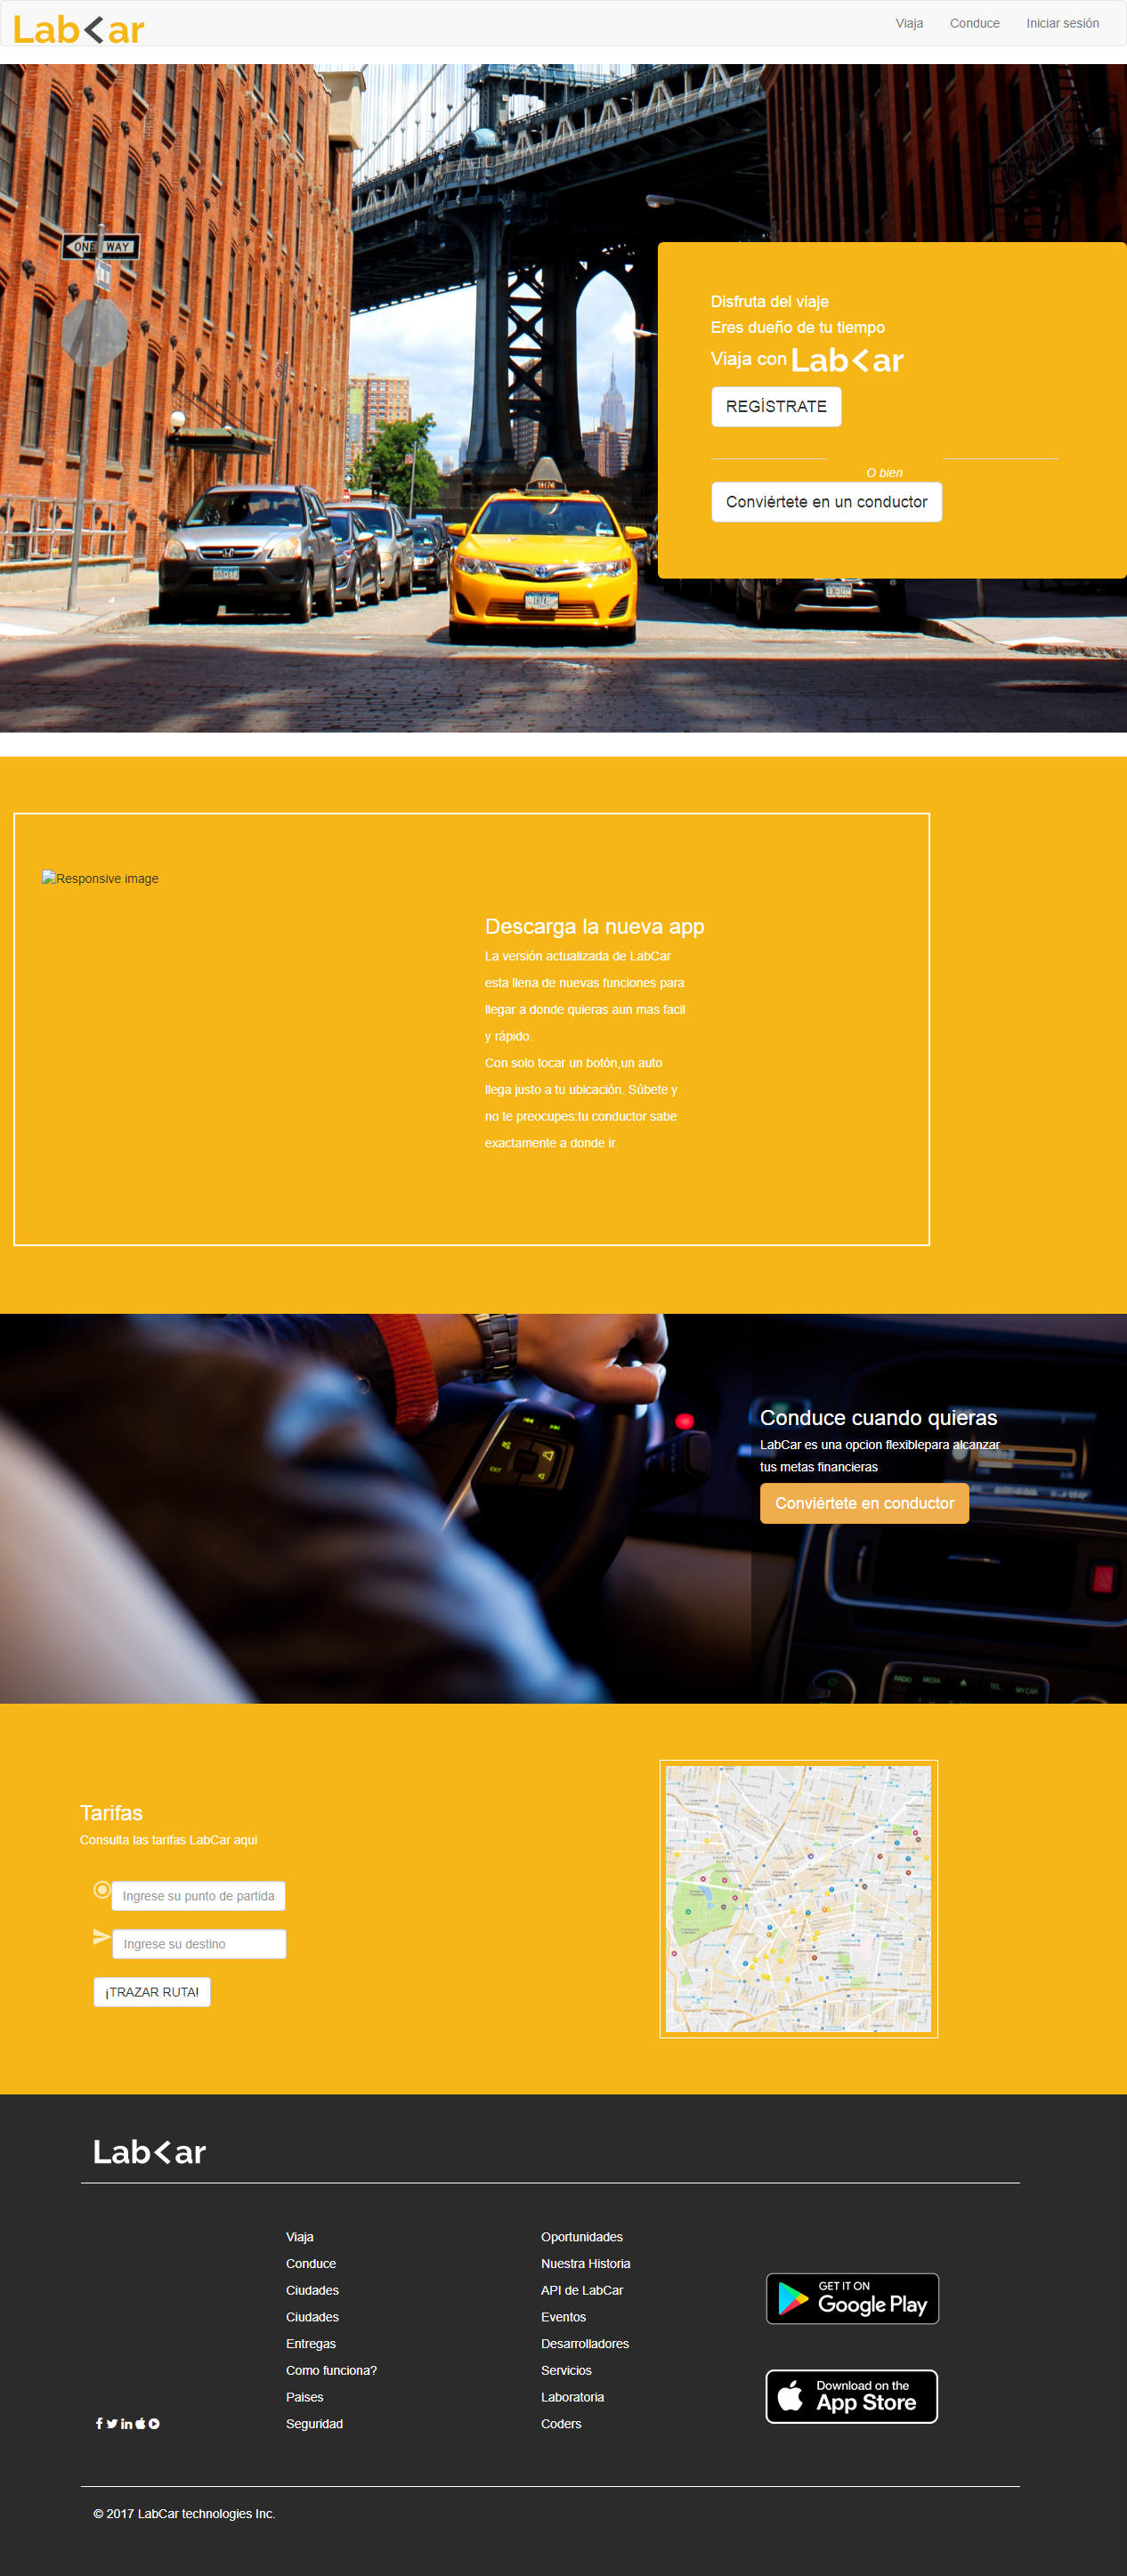 Lab<ar
Viaja
Conduce
Iniciar sesión
ONE WAY
1H74
Disfruta del viaje
Eres dueño de tu tiempo
Viaja con Lab<ar
REGÍSTRATE
O bien
Conviértete en un conductor
Responsive image
Descarga la nueva app
La versión actualizada de LabCar
esta llena de nuevas funciones para
llegar a donde quieras aun mas facil
y rápido.
Con solo tocar un botón,un auto
llega justo a tu ubicación. Súbete y
no te preocupes:tu conductor sabe
exactamente a donde ir.
EXIT
Conduce cuando quieras
LabCar es una opcion flexiblepara alcanzar
tus metas financieras
Conviértete en conductor
RADIO
MEDIA
TEL
MY CAR
Tarifas
Consulta las tarifas LabCar aqui
Ingrese su punto de partida
Ingrese su destino
¡TRAZAR RUTA!
Lab<ar
Viaja
Conduce
Ciudades
Ciudades
Entregas
Como funciona?
Paises
Seguridad
Oportunidades
Nuestra Historia
API de LabCar
Eventos
Desarrolladores
Servicios
Laboratoria
Coders
GET IT ON
Google Play
Download on the
App Store
© 2017 LabCar technologies Inc.